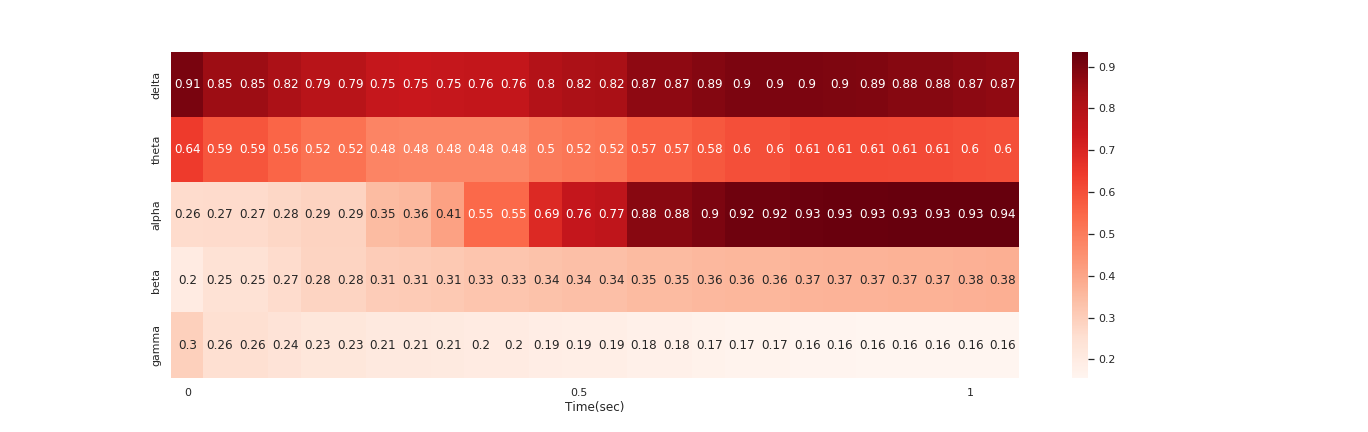 delta 0.91 0.85 0.85 0.82 0.79 0.79 0.75 0.75 0.75 0.76 0.76 0.8 0.82 0.82 0.87 0.87 0.89 0.9 0.9 0.9 0.9 0.89 0.88 0.88 0.87 0.87
theta 0.64 0.59 0.59 0.56 0.52 0.52 0.48 0.48 0.48 0.48 0.48 0.5 0.52 0.52 0.57 0.57 0.58 0.6 0.6 0.61 0.61 0.61 0.61 0.61 0.6 0.6
alpha 0.26 0.27 0.27 0.28 0.29 0.29 0.35 0.36 0.41 0.55 0.55 0.69 0.76 0.77 0.88 0.88 0.9 0.92 0.92 0.93 0.93 0.93 0.93 0.93 0.93 0.94
beta 0.2 0.25 0.25 0.27 0.28 0.28 0.31 0.31 0.31 0.33 0.33 0.34 0.34 0.34 0.35 0.35 0.36 0.36 0.36 0.37 0.37 0.37 0.37 0.37 0.38 0.38
gamma 0.3 0.26 0.26 0.24 0.23 0.23 0.21 0.21 0.21 0.2 0.2 0.19 0.19 0.19 0.18 0.18 0.17 0.17 0.17 0.16 0.16 0.16 0.16 0.16 0.16 0.16
0 0.5 1
Time(sec)
0.9
0.8
0.7
0.6
0.5
0.4
0.3
0.2